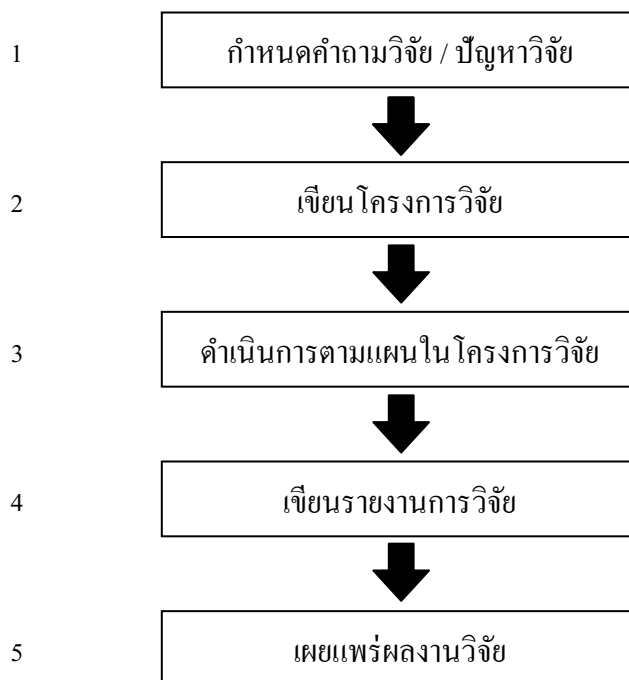 1 กำหนดคำถามวิจัย / ปัญหาวิจัย
2 เขียนโครงการวิจัย
3 ดำเนินการตามแผนในโครงการวิจัย
4 เขียนรายงานการวิจัย
5 เผยแพร่ผลงานวิจัย